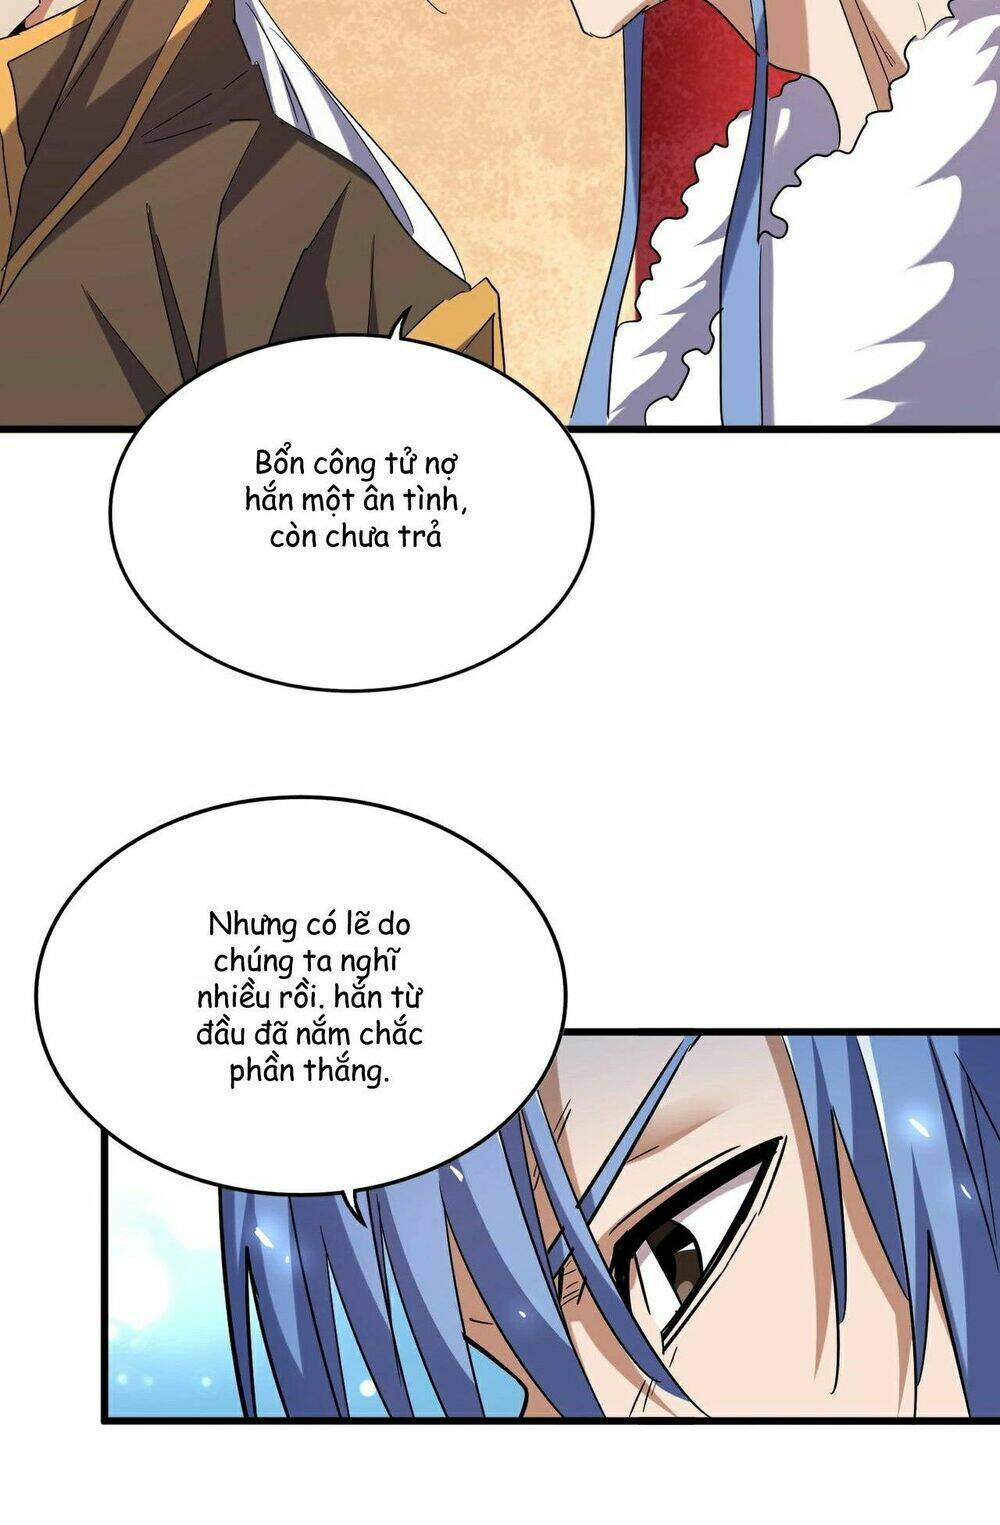 Bổn công tử nợ
hắn một ân tình,
còn chưa trả
Nhưng có lẽ do
chúng ta nghĩ
nhiều rồi. hắn từ
đầu đã nắm chắc
phần thắng.